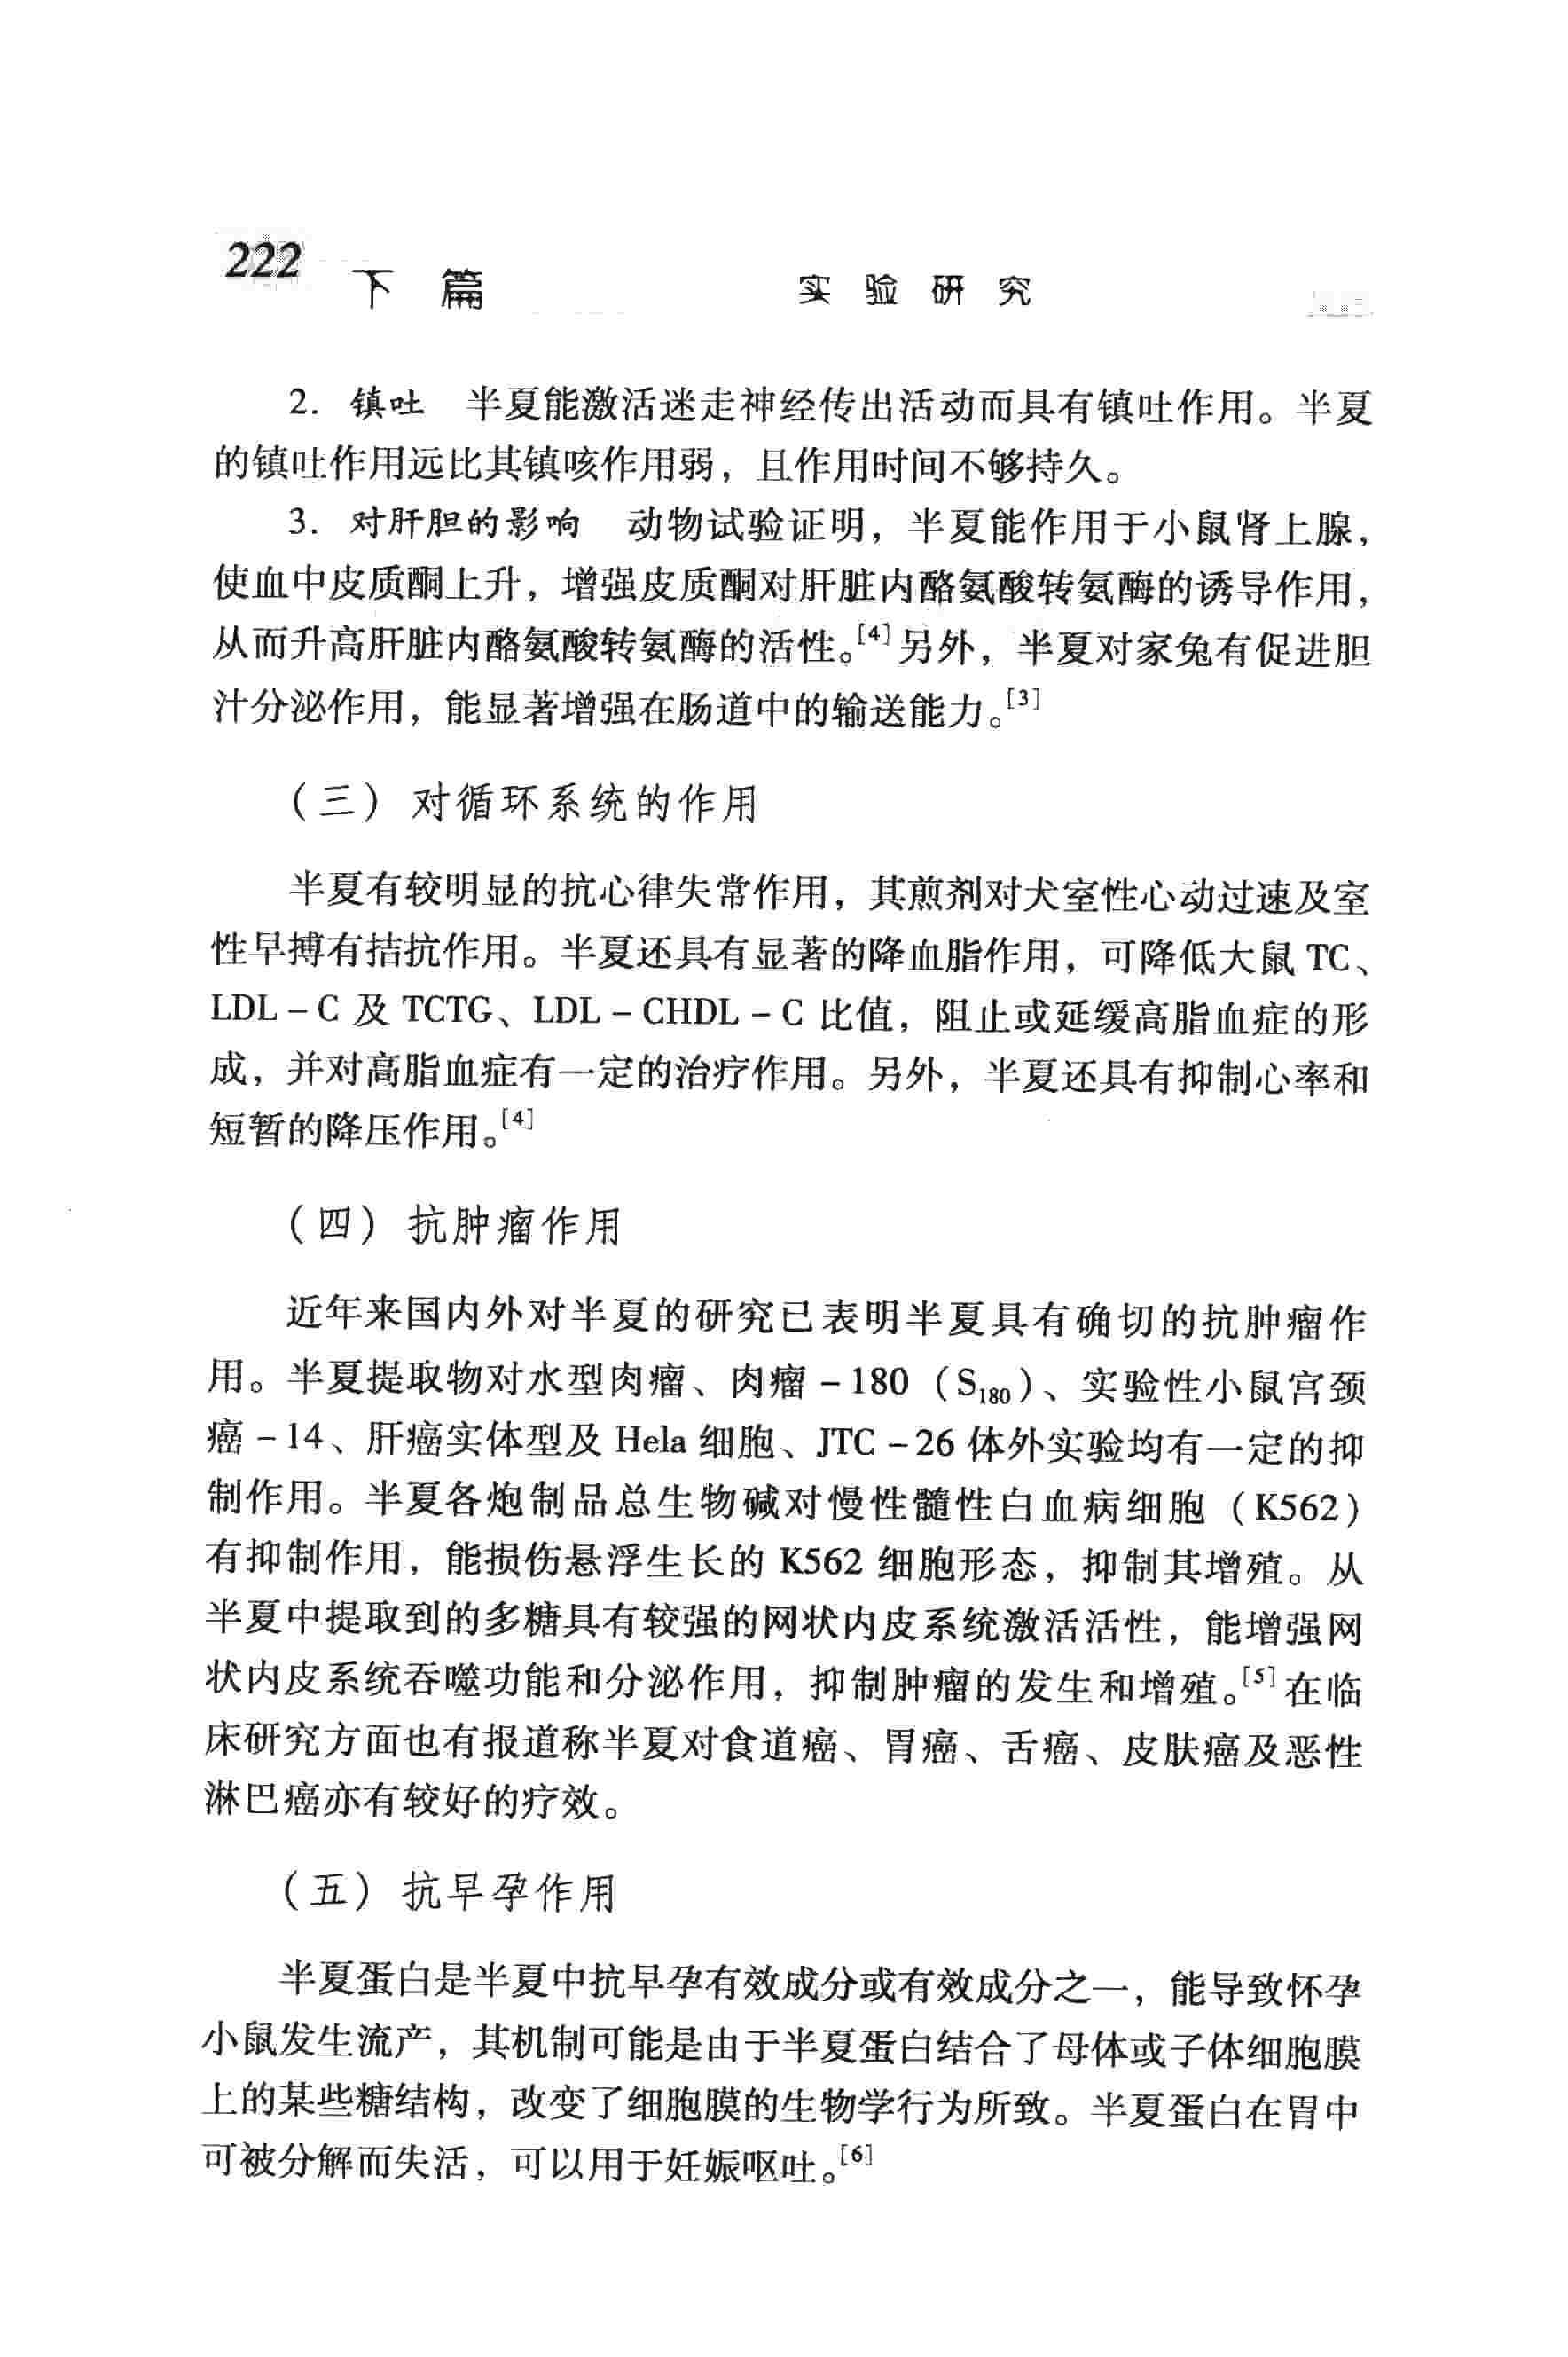 222
下 篇 实 验 研 究
2. 镇吐 半夏能激活迷走神经传出活动而具有镇吐作用。半夏
的镇吐作用远比其镇咳作用弱，且作用时间不够持久。
3. 对肝胆的影响 动物试验证明，半夏能作用于小鼠肾上腺，
使血中皮质酮上升，增强皮质酮对肝脏内酪氨酸转氨酶的诱导作用，
从而升高肝脏内酪氨酸转氨酶的活性。[4]另外，半夏对家兔有促进胆
汁分泌作用，能显著增强在肠道中的输送能力。[3]
（三）对循环系统的作用
半夏有较明显的抗心律失常作用，其煎剂对犬室性心动过速及室
性早搏有拮抗作用。半夏还具有显著的降血脂作用，可降低大鼠 TC、
LDL－C 及 TCTG、LDL－CHDL－C 比值，阻止或延缓高脂血症的形
成，并对高脂血症有一定的治疗作用。另外，半夏还具有抑制心率和
短暂的降压作用。[4]
（四）抗肿瘤作用
近年来国内外对半夏的研究已表明半夏具有确切的抗肿瘤作
用。半夏提取物对水型肉瘤、肉瘤－180（S₁₈₀）、实验性小鼠宫颈
癌－14、肝癌实体型及 Hela 细胞、JTC－26 体外实验均有一定的抑
制作用。半夏各炮制品总生物碱对慢性髓性白血病细胞（K562）
有抑制作用，能损伤悬浮生长的 K562 细胞形态，抑制其增殖。从
半夏中提取到的多糖具有较强的网状内皮系统激活活性，能增强网
状内皮系统吞噬功能和分泌作用，抑制肿瘤的发生和增殖。[5]在临
床研究方面也有报道称半夏对食道癌、胃癌、舌癌、皮肤癌及恶性
淋巴癌亦有较好的疗效。
（五）抗早孕作用
半夏蛋白是半夏中抗早孕有效成分或有效成分之一，能导致怀孕
小鼠发生流产，其机制可能是由于半夏蛋白结合了母体或子体细胞膜
上的某些糖结构，改变了细胞膜的生物学行为所致。半夏蛋白在胃中
可被分解而失活，可以用于妊娠呕吐。[6]